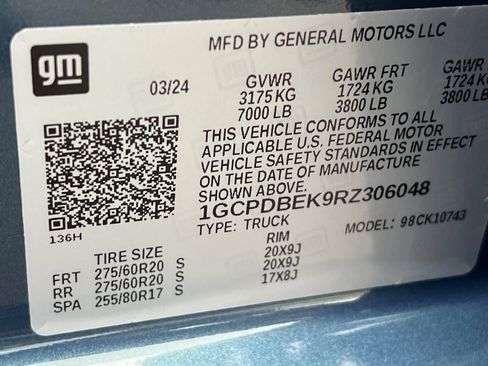 gm
MFD BY GENERAL MOTORS LLC
03/24 GVWR GAWR FRT GAWR
3175 KG 1724 KG 1724 KG
7000 LB 3800 LB 3800 LB
THIS VEHICLE CONFORMS TO ALL
APPLICABLE U.S. FEDERAL MOTOR
VEHICLE SAFETY STANDARDS IN EFFECT
ON THE DATE OF MANUFACTURE
SHOWN ABOVE.
1GCPDBEK9RZ306048
136H
TYPE: TRUCK MODEL: 98CK10743
TIRE SIZE RIM
FRT 275/60R20 S 20X9J
RR 275/60R20 S 20X9J
SPA 255/80R17 S 17X8J